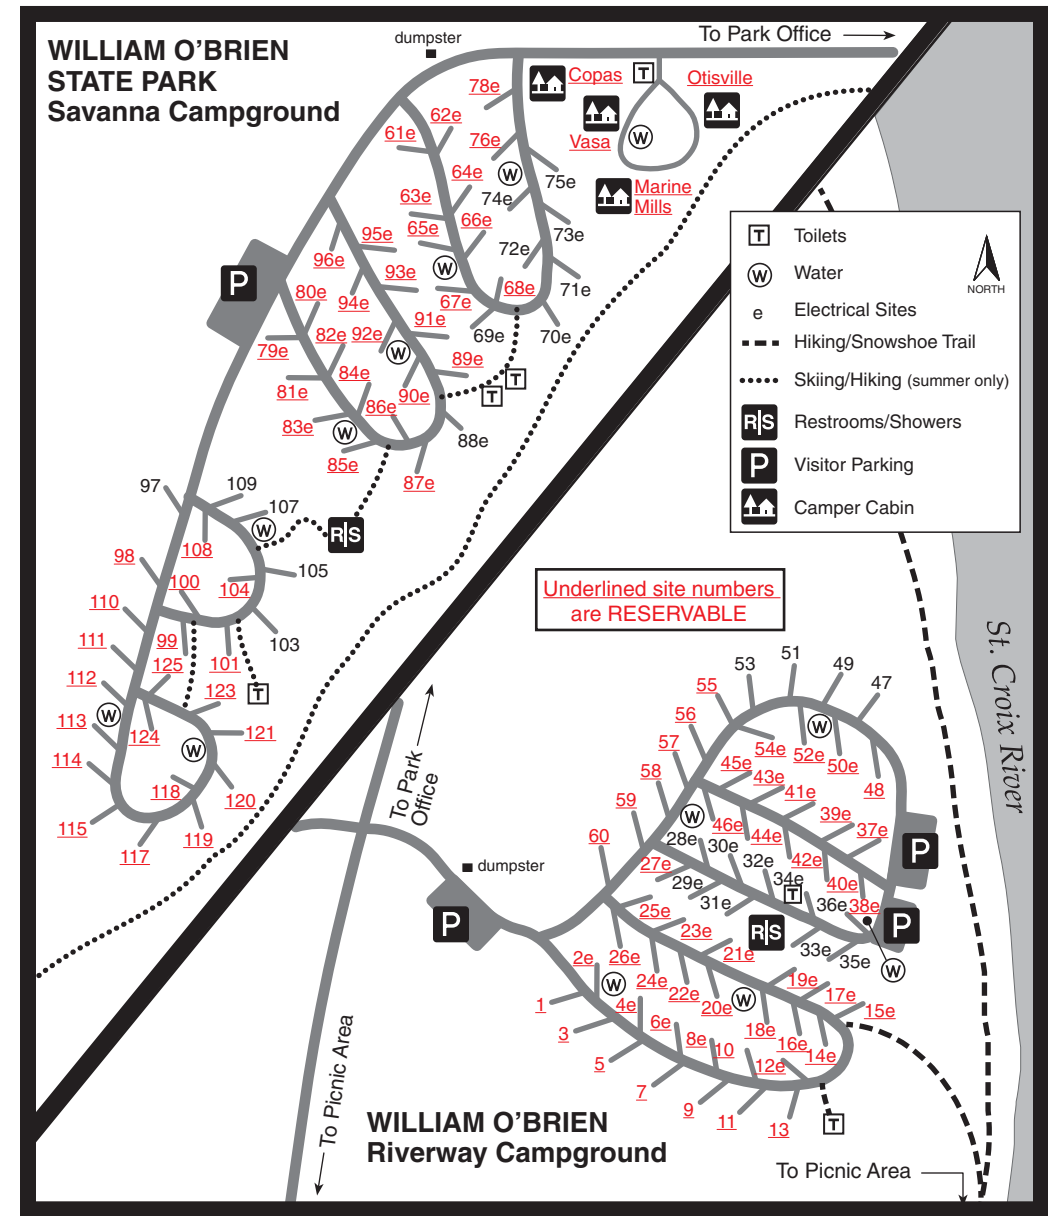 WILLIAM O'BRIEN
STATE PARK
Savanna Campground
dumpster
To Park Office
78e
Copas
T
Otisville
62e
61e
76e
Vasa
W
64e
W
75e
74e
63e
Marine
Mills
65e
66e
95e
73e
96e
72e
93e
W
P
80e
94e
67e
68e
71e
91e
69e
70e
82e
92e
W
79e
89e
84e
T
T
81e
90e
86e
83e
W
88e
85e
87e
T
Toilets
W
Water
NORTH
e
Electrical Sites
Hiking/Snowshoe Trail
Skiing/Hiking (summer only)
R|S
Restrooms/Showers
P
Visitor Parking
Camper Cabin
97
109
107
W
R|S
108
98
105
100
104
110
99
103
111
101
125
112
123
T
W
113
124
121
W
114
118
120
115
119
117
Underlined site numbers
are RESERVABLE
St. Croix River
To Park
Office
51
53
49
55
47
56
W
54e
52e
57
50e
45e
43e
58
48
41e
59
W
39e
46e
37e
28e
44e
60
30e
P
32e
42e
27e
34e
40e
29e
T
36e
38e
31e
dumpster
25e
P
P
23e
R|S
33e
21e
35e
26e
2e
W
24e
19e
W
22e
17e
1
4e
20e
W
15e
6e
18e
3
8e
16e
10
14e
5
12e
7
9
11
13
T
To Picnic Area
WILLIAM O'BRIEN
Riverway Campground
To Picnic Area